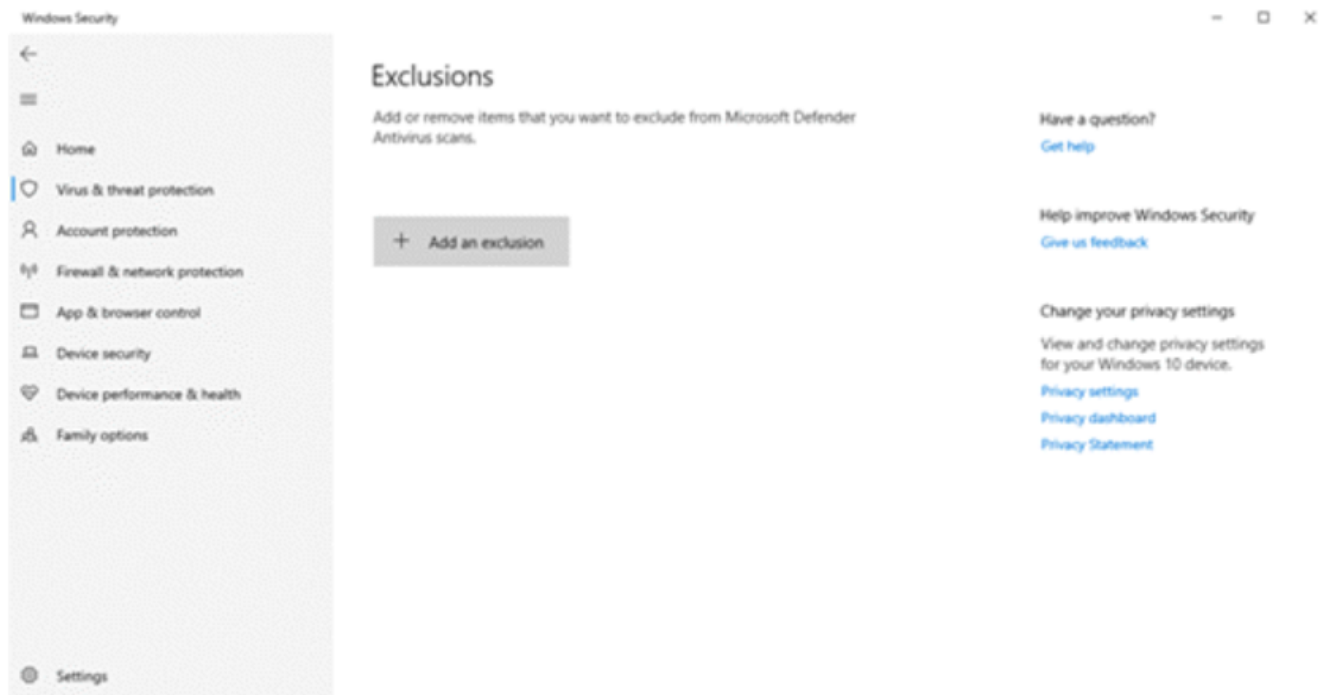 Windows Security
Home
Virus & threat protection
Account protection
Firewall & network protection
App & browser control
Device security
Device performance & health
Family options
Settings
Exclusions
Add or remove items that you want to exclude from Microsoft Defender
Antivirus scans.
Add an exclusion
Have a question?
Get help
Help improve Windows Security
Give us feedback
Change your privacy settings
View and change privacy settings
for your Windows 10 device.
Privacy settings
Privacy dashboard
Privacy Statement